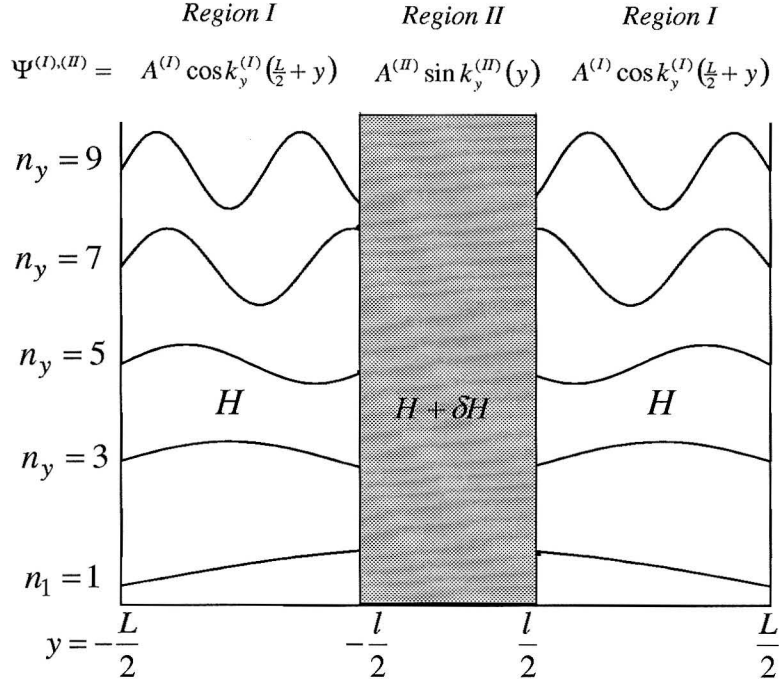 Region I Region II Region I
Ψ^{(I),(II)} = A^{(I)} cos k_y^{(I)} (L/2 + y) A^{(II)} sin k_y^{(II)} (y) A^{(I)} cos k_y^{(I)} (L/2 + y)
n_y = 9
n_y = 7
n_y = 5
H H + δH H
n_y = 3
n_1 = 1
y = -L/2 -l/2 l/2 L/2